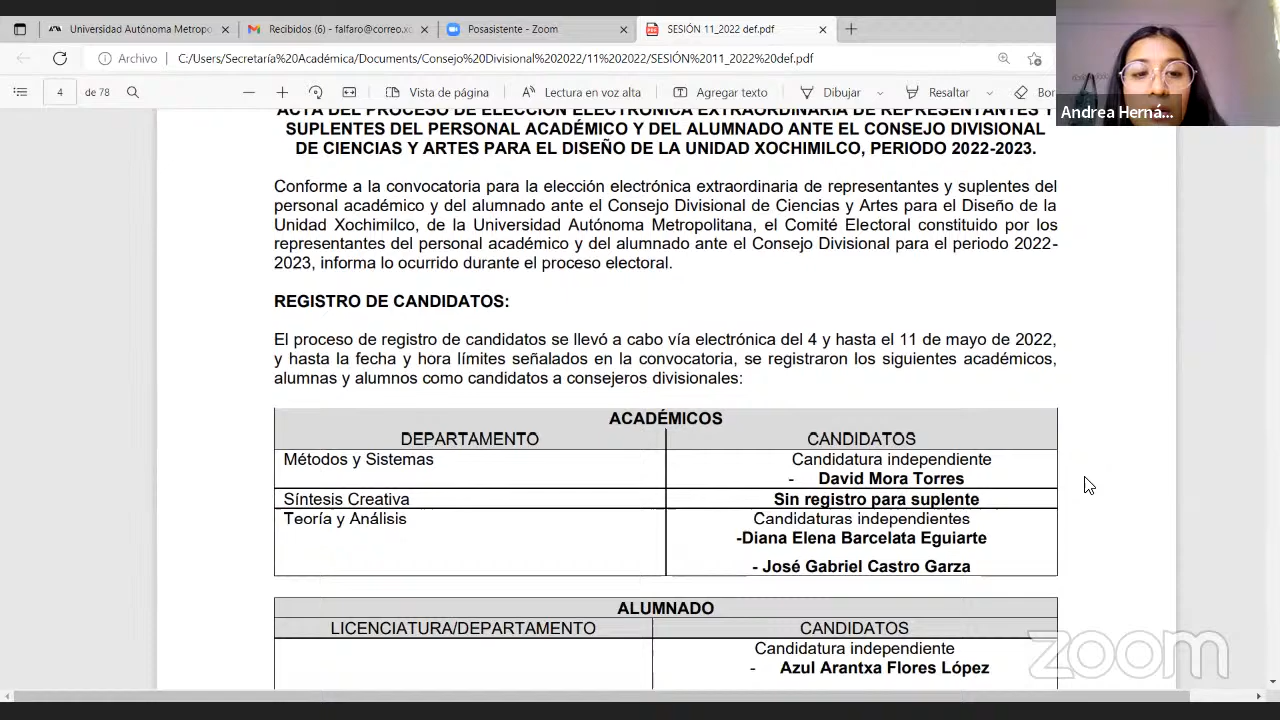 Universidad Autónoma Metropo
Recibidos (6) - falfaro@correo.xo
Posasistente - Zoom
SESIÓN 11_2022 def.pdf
Archivo
C:/Users/Secretaría%20Académica/Documents/Consejo%20Divisional%202022/11%202022/SESIÓN%2011_2022%20def.pdf
4 de 78
Vista de página
Lectura en voz alta
Agregar texto
Dibujar
Resaltar
Bor
Andrea Herná...
ACTA DEL PROCESO DE ELECCIÓN ELECTRÓNICA EXTRAORDINARIA DE REPRESENTANTES Y
SUPLENTES DEL PERSONAL ACADÉMICO Y DEL ALUMNADO ANTE EL CONSEJO DIVISIONAL
DE CIENCIAS Y ARTES PARA EL DISEÑO DE LA UNIDAD XOCHIMILCO, PERIODO 2022-2023.
Conforme a la convocatoria para la elección electrónica extraordinaria de representantes y suplentes del
personal académico y del alumnado ante el Consejo Divisional de Ciencias y Artes para el Diseño de la
Unidad Xochimilco, de la Universidad Autónoma Metropolitana, el Comité Electoral constituido por los
representantes del personal académico y del alumnado ante el Consejo Divisional para el periodo 2022-
2023, informa lo ocurrido durante el proceso electoral.
REGISTRO DE CANDIDATOS:
El proceso de registro de candidatos se llevó a cabo vía electrónica del 4 y hasta el 11 de mayo de 2022,
y hasta la fecha y hora límites señalados en la convocatoria, se registraron los siguientes académicos,
alumnas y alumnos como candidatos a consejeros divisionales:
ACADÉMICOS
DEPARTAMENTO CANDIDATOS
Métodos y Sistemas Candidatura independiente
- David Mora Torres
Síntesis Creativa Sin registro para suplente
Teoría y Análisis Candidaturas independientes
-Diana Elena Barcelata Eguiarte
- José Gabriel Castro Garza
ALUMNADO
LICENCIATURA/DEPARTAMENTO CANDIDATOS
Candidatura independiente
- Azul Arantxa Flores López
zoom